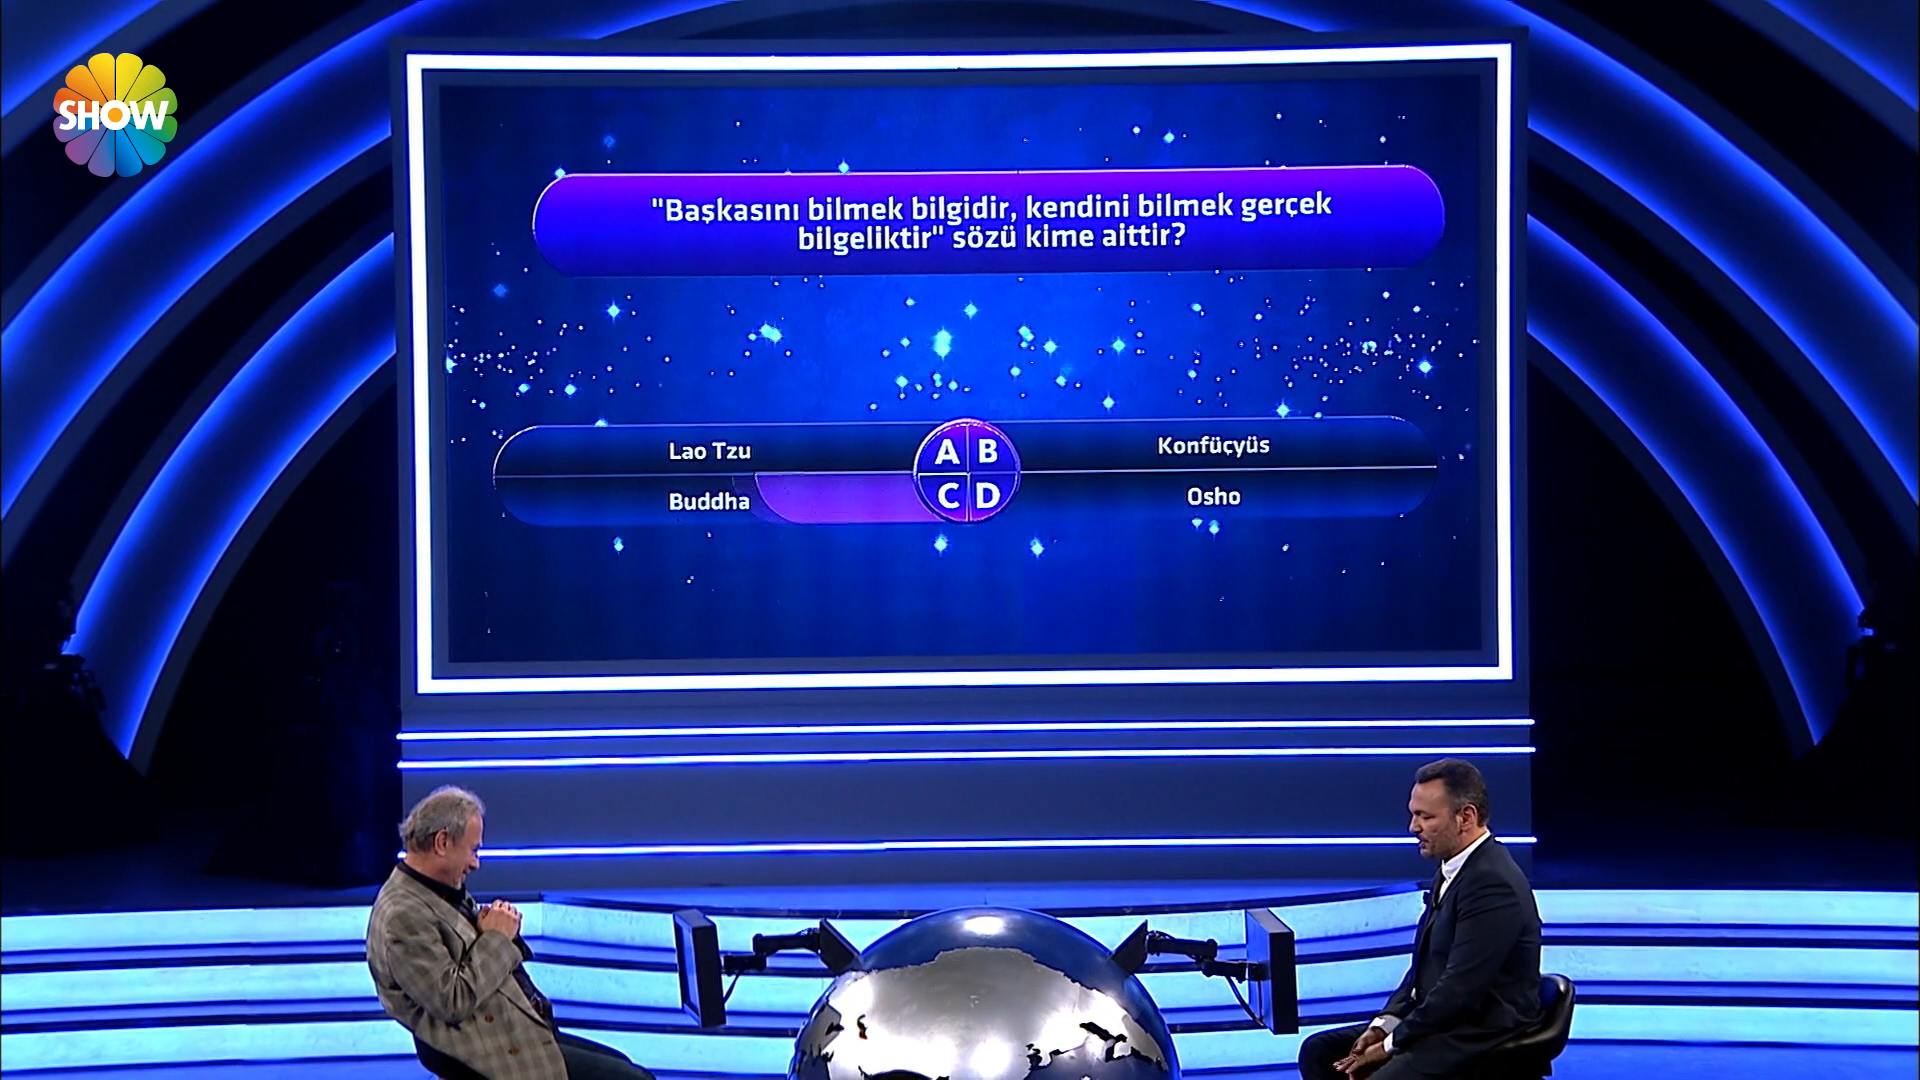 SHOW
"Başkasını bilmek bilgidir, kendini bilmek gerçek
bilgeliktir" sözü kime aittir?
Lao Tzu
A
B
Konfüçyüs
Buddha
C
D
Osho